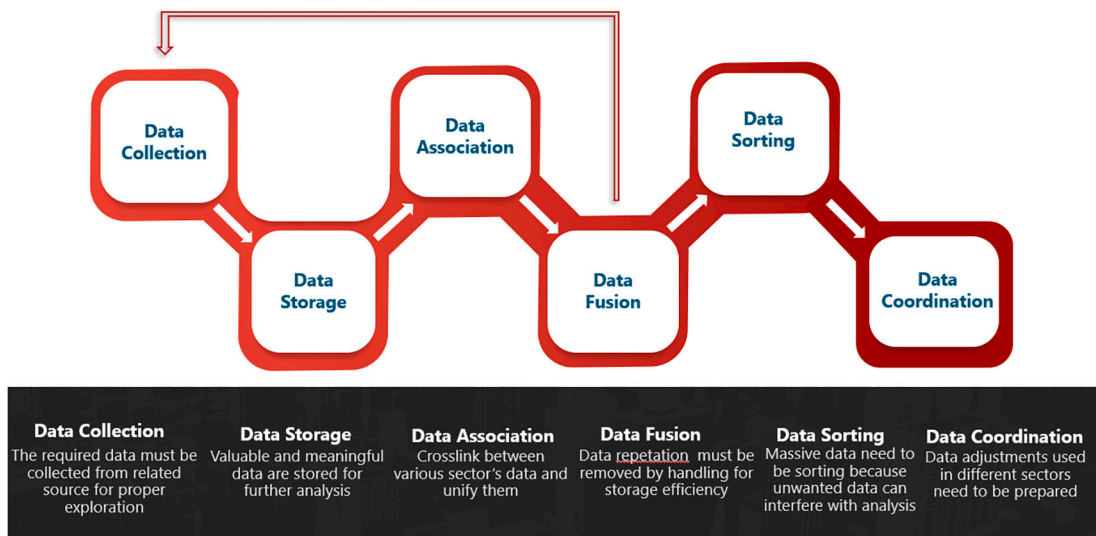 Data
Collection
Data
Association
Data
Sorting
Data
Storage
Data
Fusion
Data
Coordination
Data Collection
The required data must be
collected from related
source for proper
exploration
Data Storage
Valuable and meaningful
data are stored for
further analysis
Data Association
Crosslink between
various sector's data and
unify them
Data Fusion
Data repetation must be
removed by handling for
storage efficiency
Data Sorting
Massive data need to
be sorting because
unwanted data can
interfere with analysis
Data Coordination
Data adjustments used
in different sectors
need to be prepared